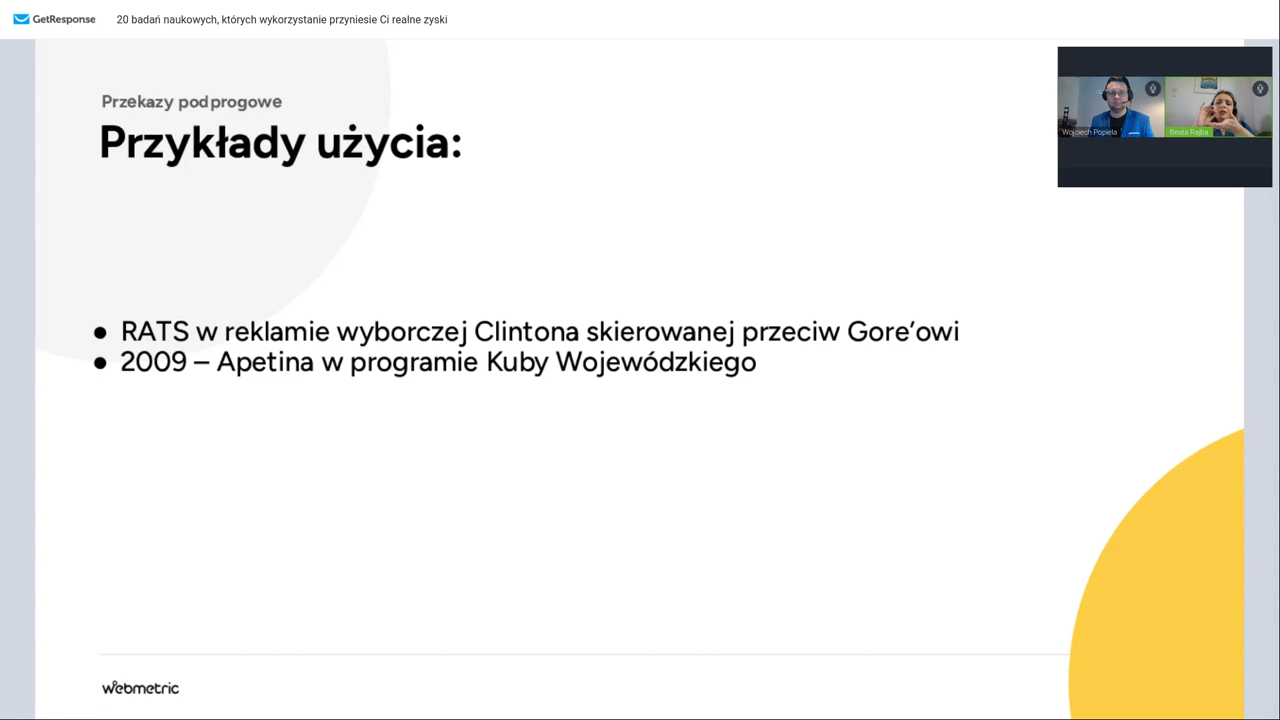 GetResponse 20 badań naukowych, których wykorzystanie przyniesie Ci realne zyski
Przekazy podprogowe
Przykłady użycia:
Wojciech Popiela
Beata Rajba
● RATS w reklamie wyborczej Clintona skierowanej przeciw Gore’owi
● 2009 – Apetina w programie Kuby Wojewódzkiego
webmetric